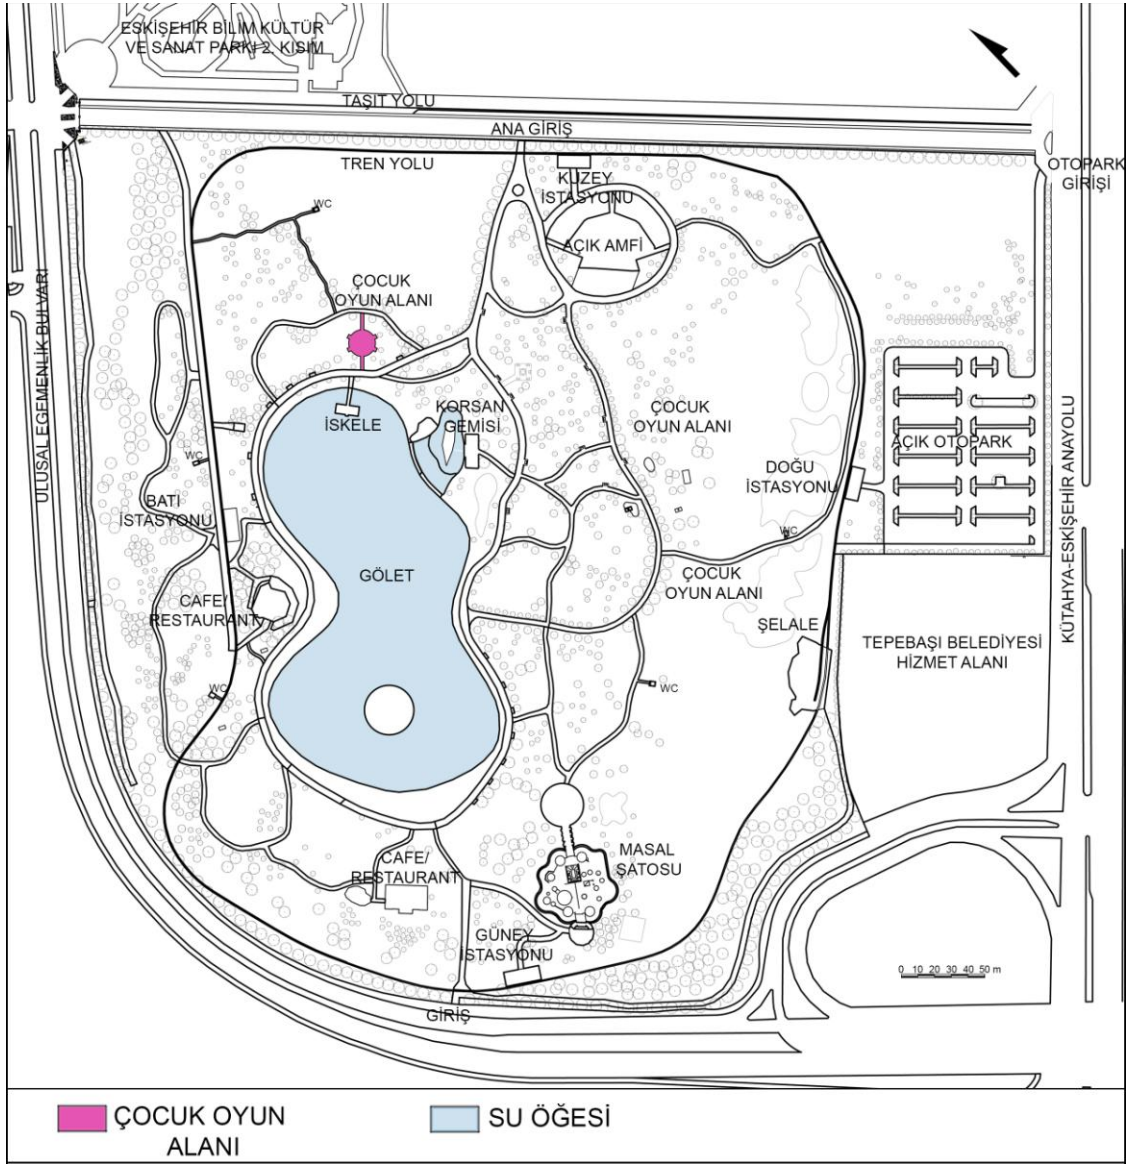 ESKİŞEHİR BİLİM KÜLTÜR
VE SANAT PARKI 2. KISIM
TAŞIT YOLU
ANA GİRİŞ
TREN YOLU
OTOPARK
GİRİŞİ
KUZEY
İSTASYONU
WC
AÇIK AMFİ
ÇOCUK
OYUN ALANI
ULUSAL EGEMENLİK BULVARI
İSKELE
KORSAN
GEMİSİ
ÇOCUK
OYUN ALANI
AÇIK OTOPARK
KÜTAHYA-ESKİŞEHİR ANAYOLU
WC
DOĞU
İSTASYONU
BATI
İSTASYONU
WC
GÖLET
ÇOCUK
OYUN ALANI
CAFE/
RESTAURANT
ŞELALE
TEPEBAŞI BELEDİYESİ
HİZMET ALANI
WC
WC
MASAL
ŞATOSU
CAFE/
RESTAURANT
GÜNEY
İSTASYONU
0 10 20 30 40 50 m
GİRİŞ
ÇOCUK OYUN
ALANI
SU ÖĞESİ